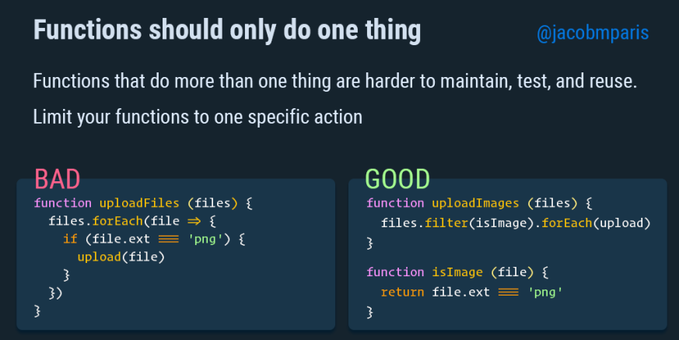 Functions should only do one thing
@jacobmparis
Functions that do more than one thing are harder to maintain, test, and reuse.
Limit your functions to one specific action
BAD
function uploadFiles (files) {
  files.forEach(file => {
    if (file.ext === 'png') {
      upload(file)
    }
  })
}
GOOD
function uploadImages (files) {
  files.filter(isImage).forEach(upload)
}
function isImage (file) {
  return file.ext === 'png'
}